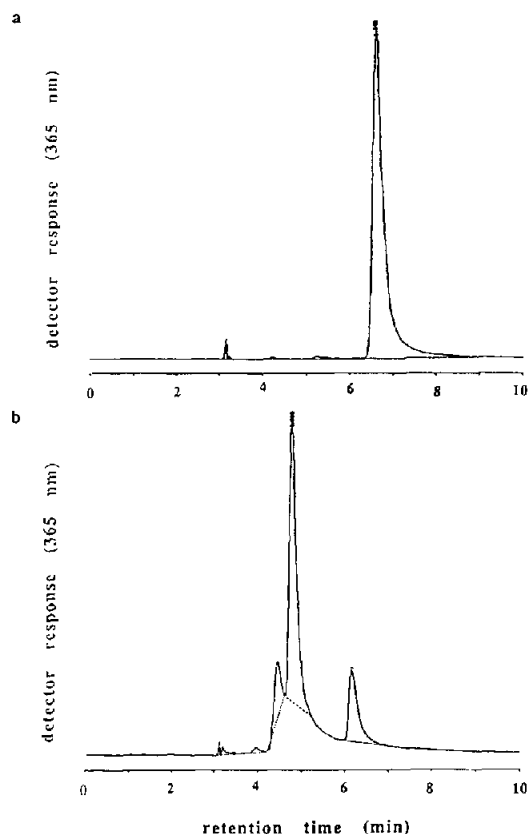 a
detector response (365 nm)
0 2 4 6 8 10
b
detector response (365 nm)
0 2 4 6 8 10
retention time (min)